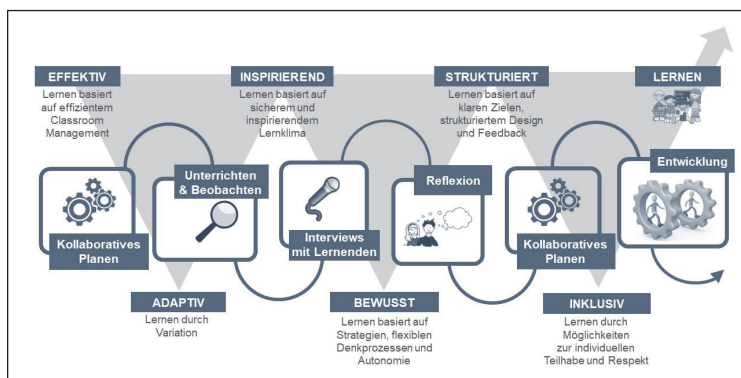 EFFEKTIV
Lernen basiert
auf effizientem
Classroom
Management
INSPIRIEREND
Lernen basiert auf
sicherem und
inspirierendem
Lernklima
STRUKTURIERT
Lernen basiert auf
klaren Zielen,
strukturiertem Design
und Feedback
LERNEN
Kollaboratives
Planen
Unterrichten
& Beobachten
Interviews
mit Lernenden
Reflexion
Kollaboratives
Planen
Entwicklung
ADAPTIV
Lernen durch
Variation
BEWUSST
Lernen basiert auf
Strategien, flexiblen
Denkprozessen und
Autonomie
INKLUSIV
Lernen durch
Möglichkeiten
zur individuellen
Teilhabe und Respekt